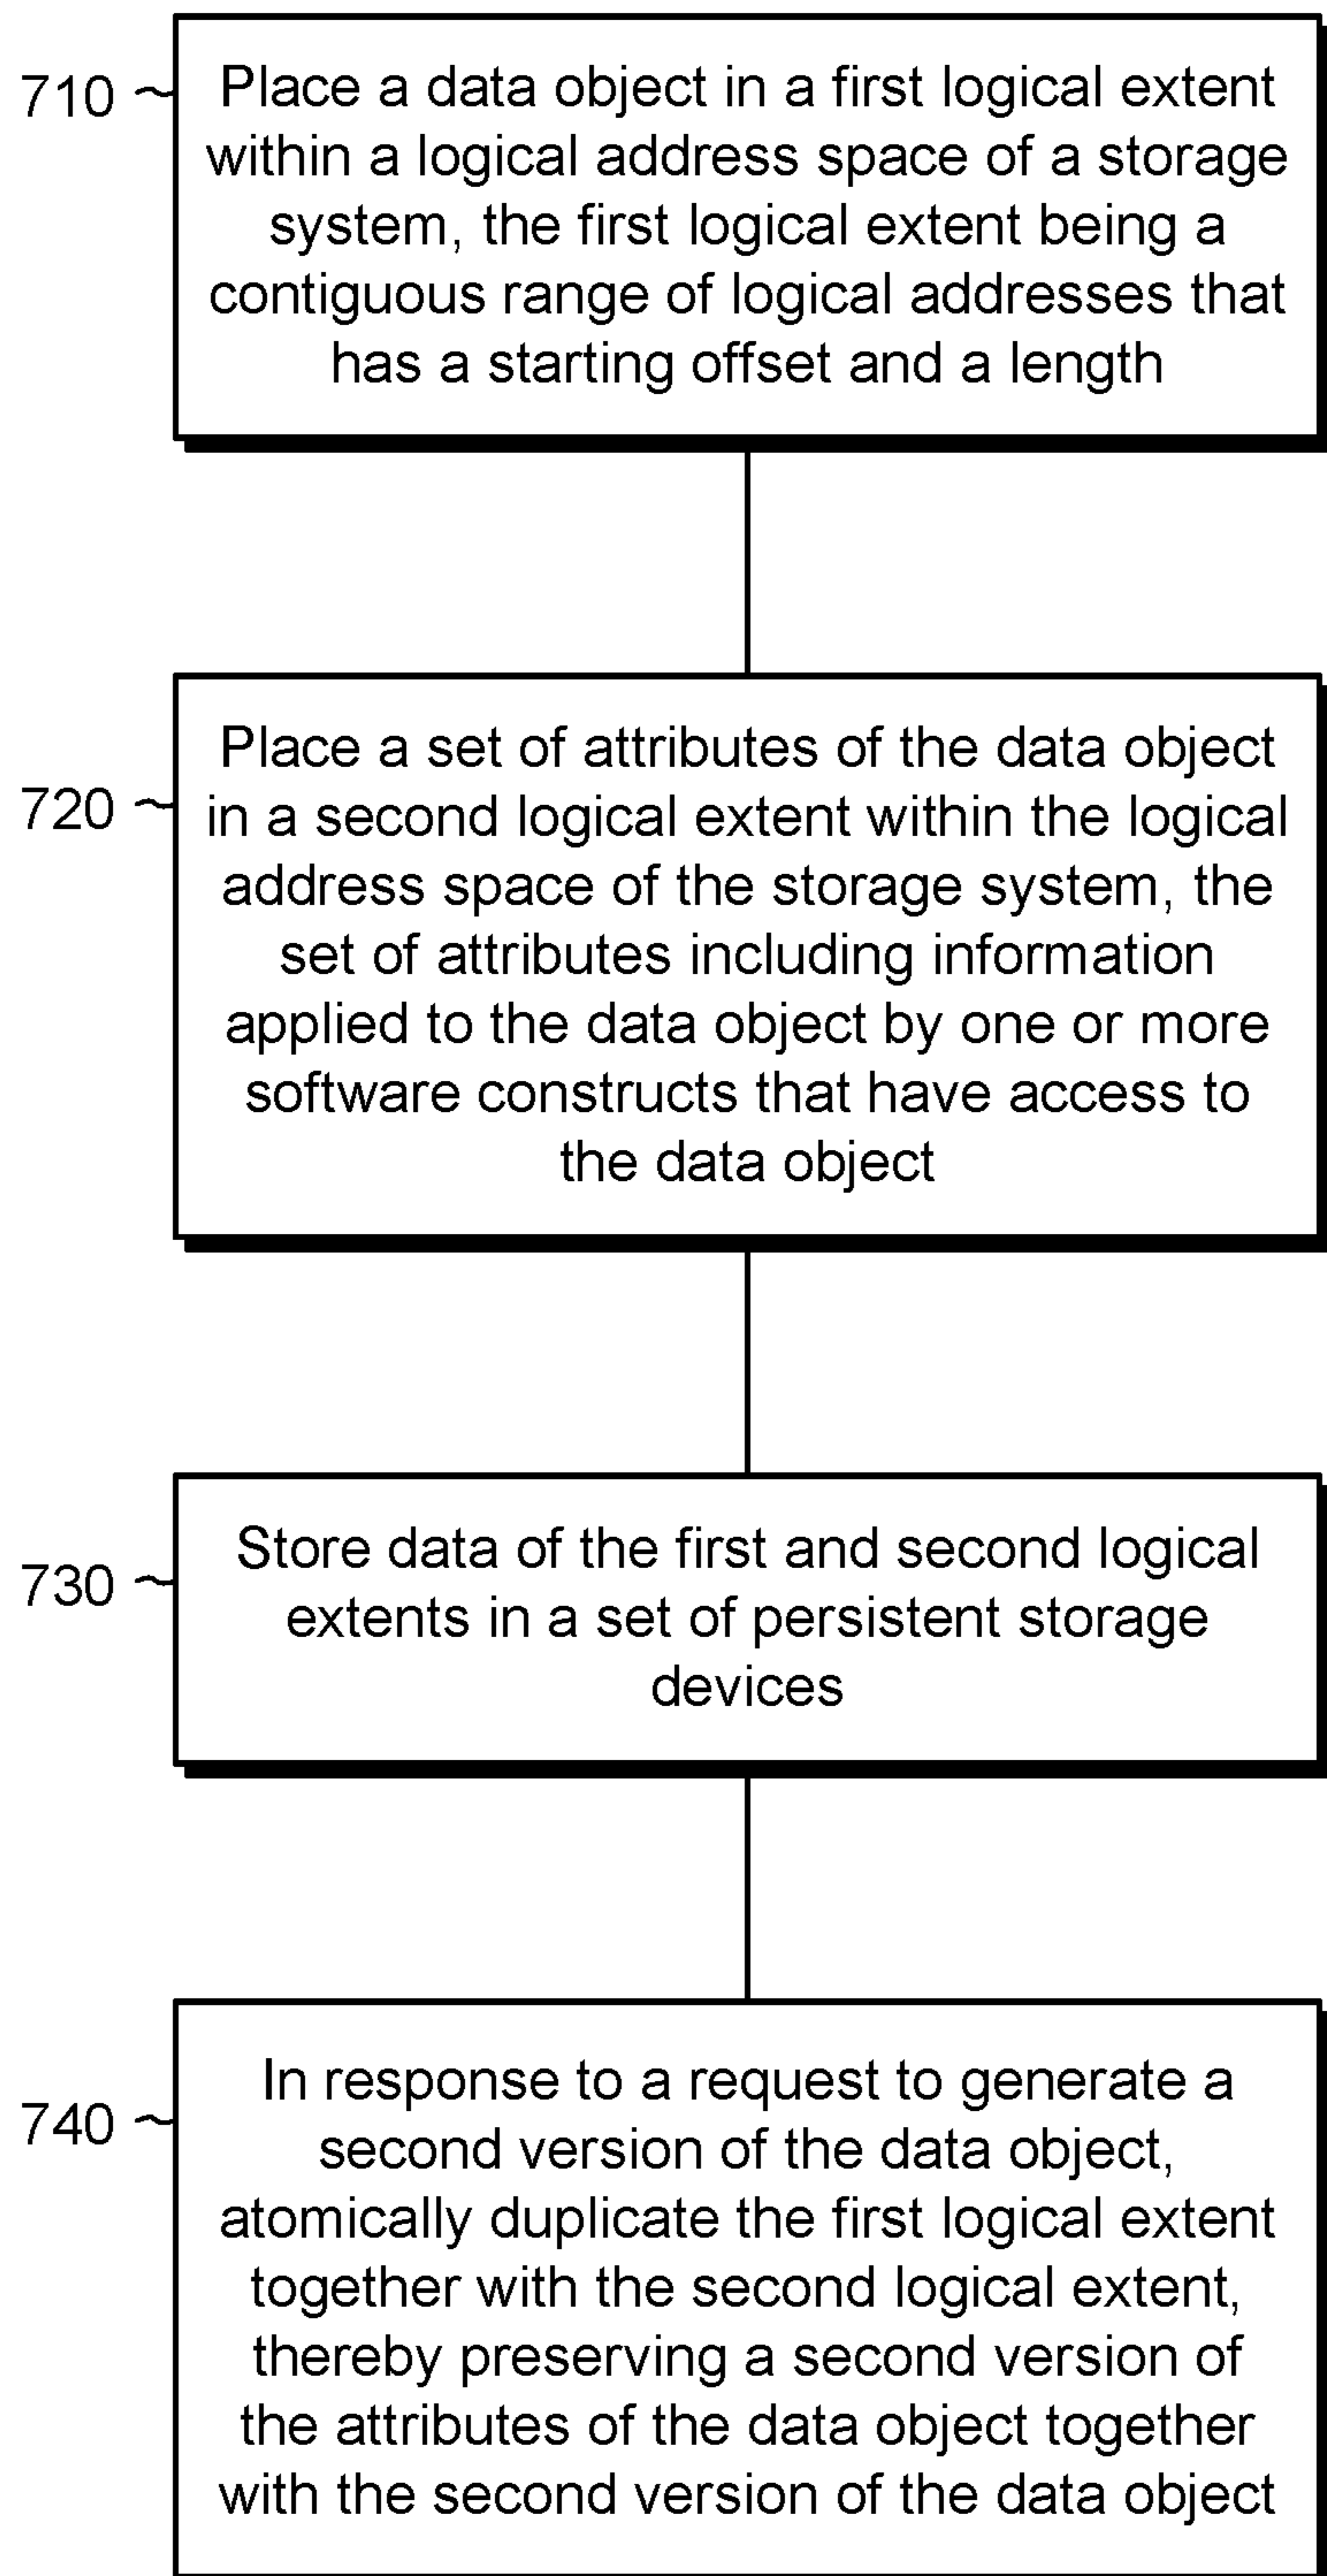 710
Place a data object in a first logical extent
within a logical address space of a storage
system, the first logical extent being a
contiguous range of logical addresses that
has a starting offset and a length
720
Place a set of attributes of the data object
in a second logical extent within the logical
address space of the storage system, the
set of attributes including information
applied to the data object by one or more
software constructs that have access to
the data object
730
Store data of the first and second logical
extents in a set of persistent storage
devices
740
In response to a request to generate a
second version of the data object,
atomically duplicate the first logical extent
together with the second logical extent,
thereby preserving a second version of
the attributes of the data object together
with the second version of the data object